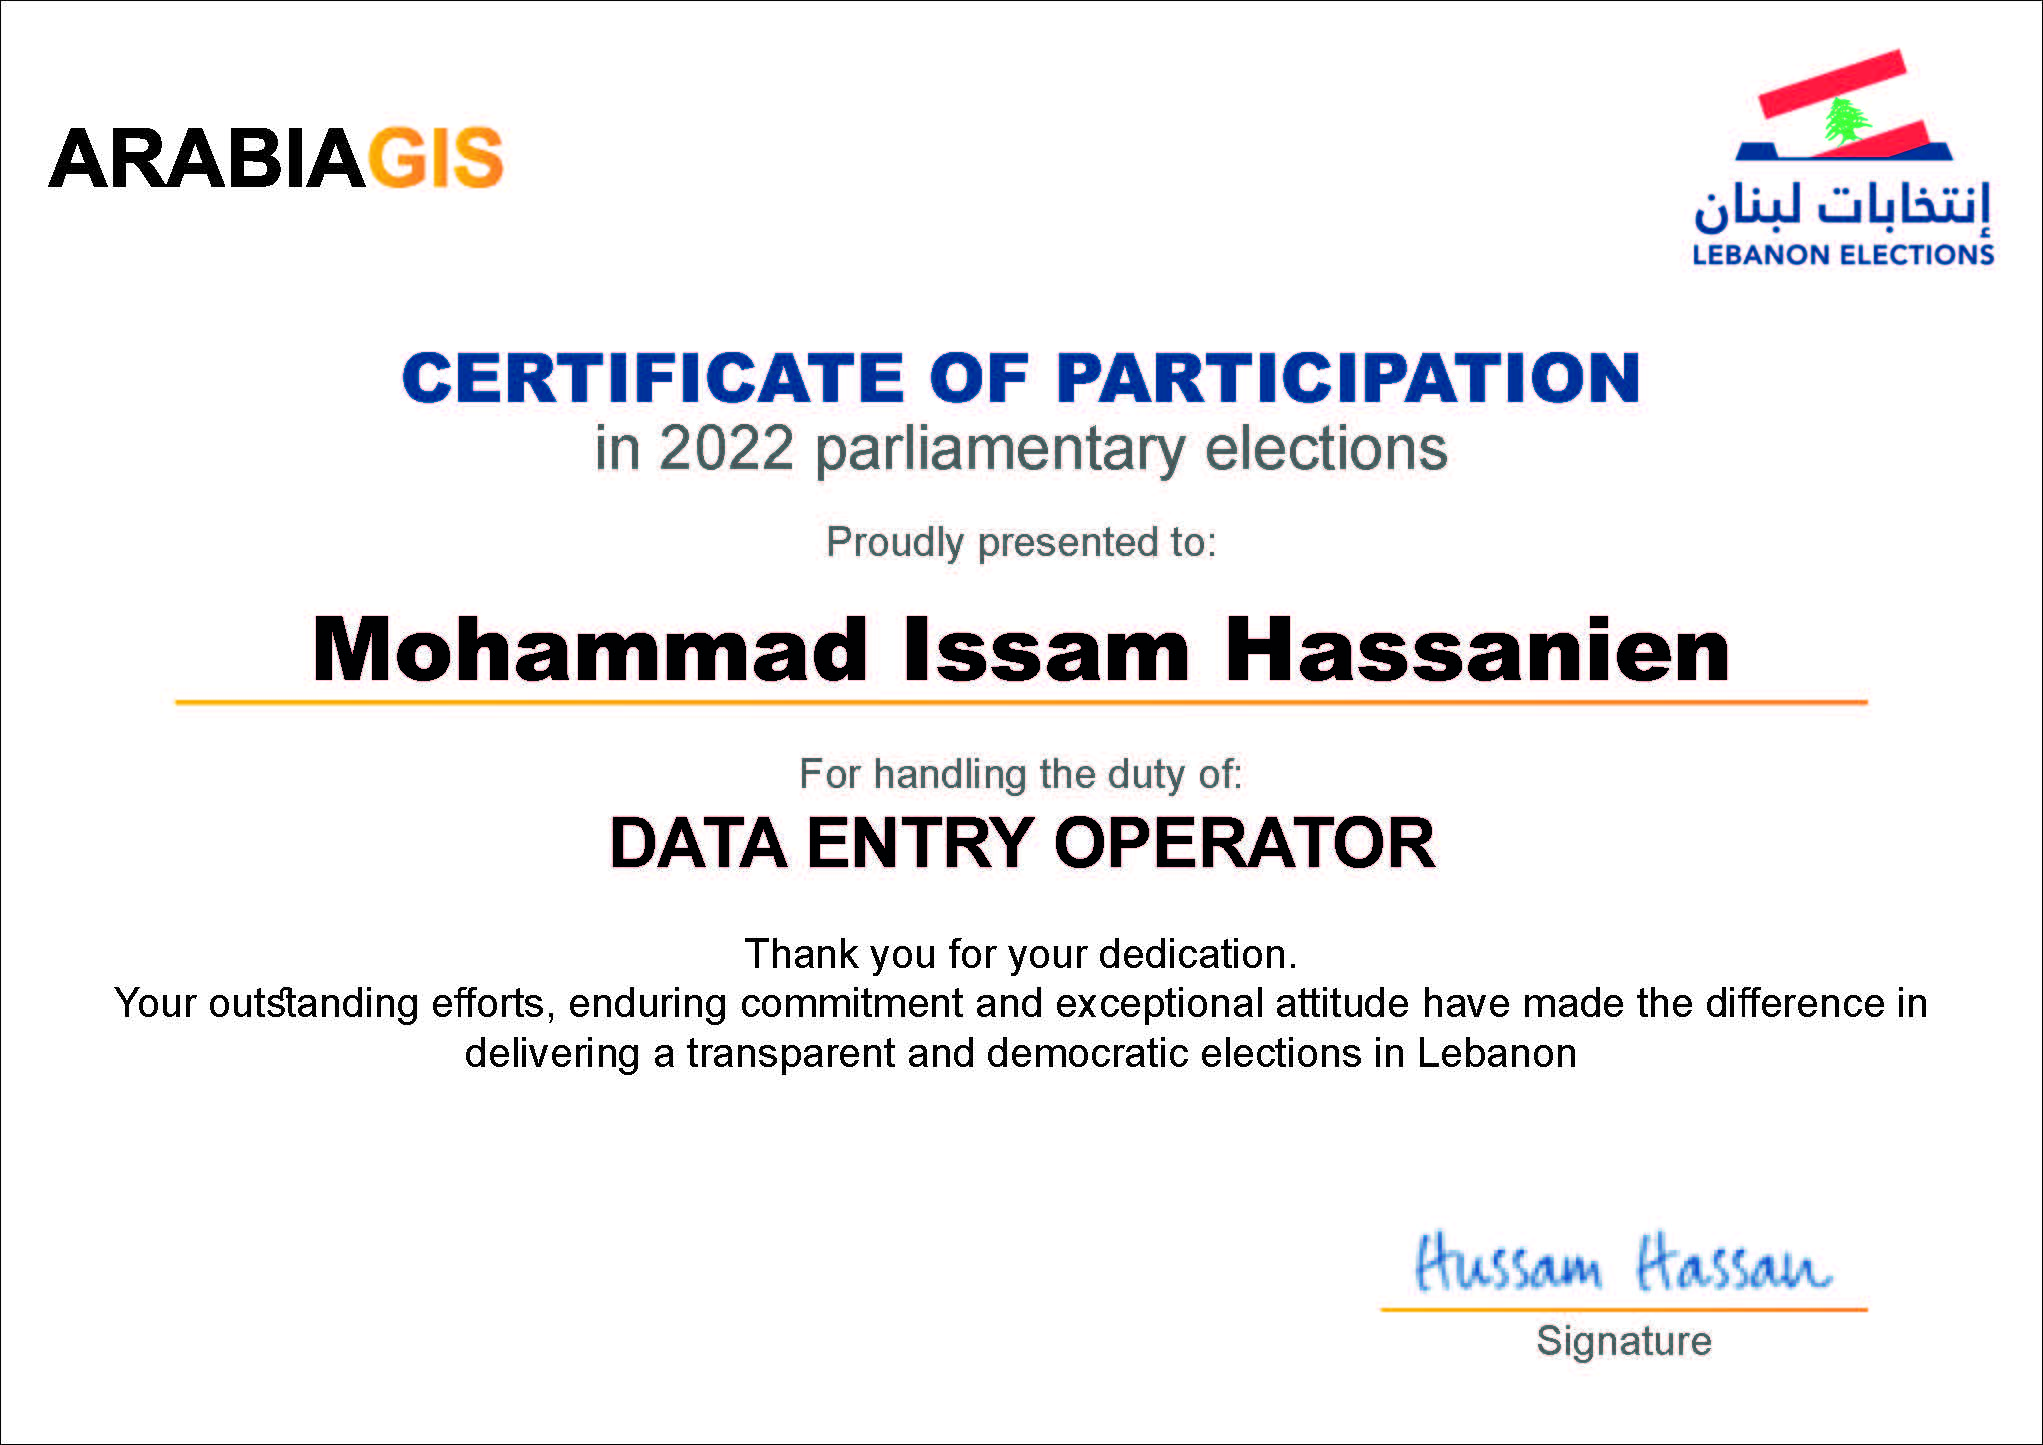 ARABIAGIS
إنتخابات لبنان
LEBANON ELECTIONS
CERTIFICATE OF PARTICIPATION
in 2022 parliamentary elections
Proudly presented to:
Mohammad Issam Hassanien
For handling the duty of:
DATA ENTRY OPERATOR
Thank you for your dedication.
Your outstanding efforts, enduring commitment and exceptional attitude have made the difference in
delivering a transparent and democratic elections in Lebanon
Hussam Hassan
Signature